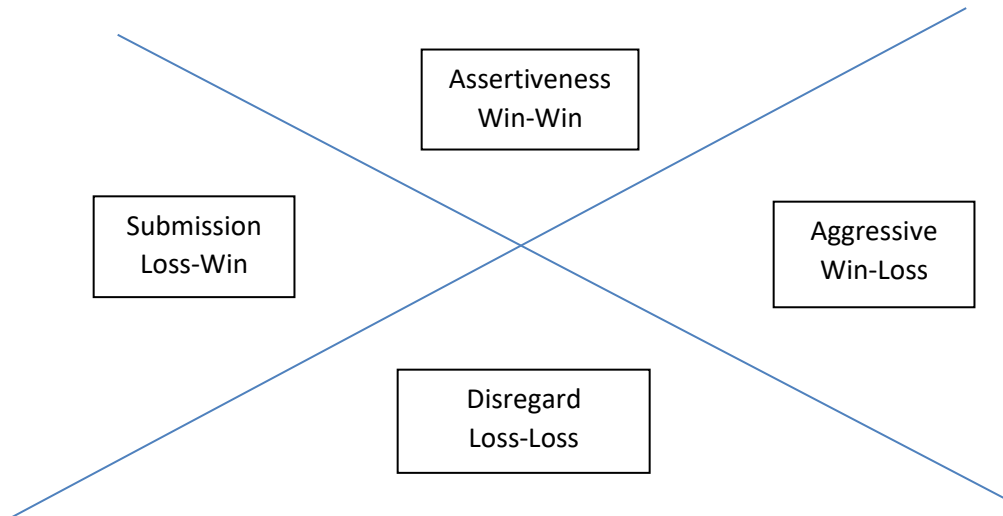 Assertiveness
Win-Win
Submission
Loss-Win
Aggressive
Win-Loss
Disregard
Loss-Loss